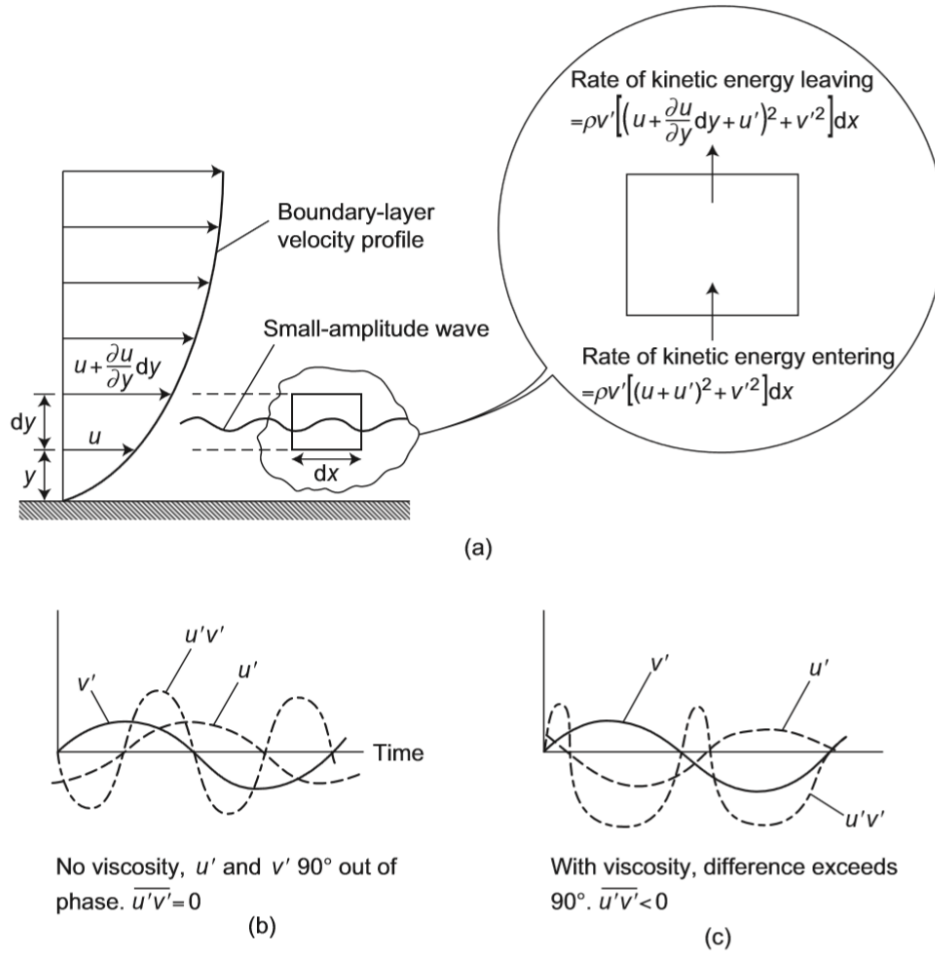 Rate of kinetic energy leaving
=ρv′[(u+∂u/∂y dy+u′)²+v′²]dx
Boundary-layer
velocity profile
Small-amplitude wave
u+∂u/∂y dy
Rate of kinetic energy entering
=ρv′[(u+u′)²+v′²]dx
dy
u
dx
y
(a)
u′v′
v′
u′
Time
v′
u′
u′v′
No viscosity, u′ and v′ 90° out of
phase. u̅′̅v̅′̅=0
(b)
With viscosity, difference exceeds
90°. u̅′̅v̅′̅<0
(c)